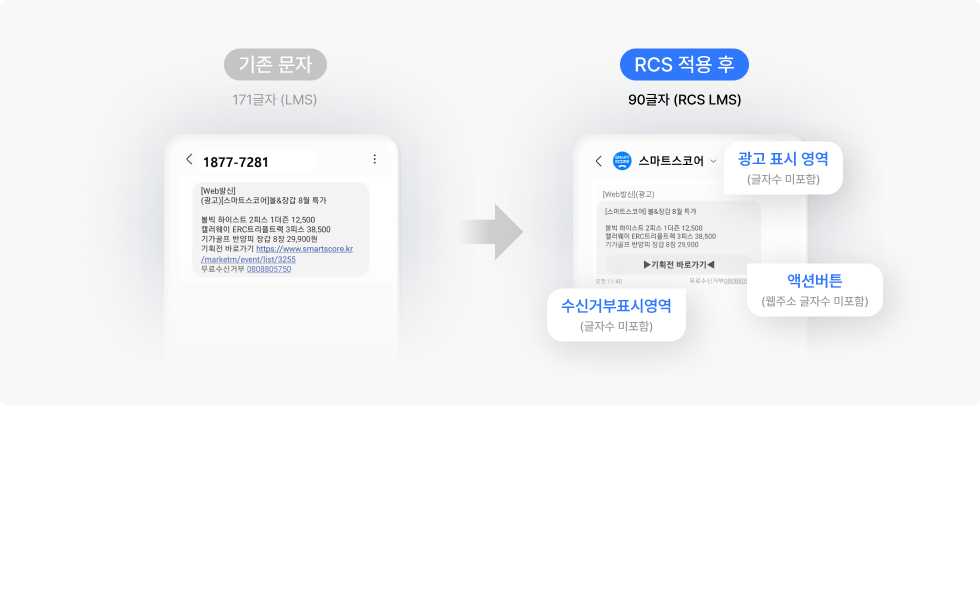 기존 문자
171글자 (LMS)
1877-7281
[Web발신]
(광고)[스마트스코어]볼&장갑 8월 특가
볼빅 하이스트 2피스 1더즌 12,500
캘러웨이 ERC트리플트랙 3피스 38,500
기가골프 반양피 장갑 8장 29,900원
기획전 바로가기 https://www.smartscore.kr
/marketm/event/list/3255
무료수신거부 0808805750
RCS 적용 후
90글자 (RCS LMS)
SMART SCORE
스마트스코어
광고 표시 영역
(글자수 미포함)
[Web발신](광고)
[스마트스코어] 볼&장갑 8월 특가
볼빅 하이스트 2피스 1더즌 12,500
캘러웨이 ERC트리플트랙 3피스 38,500
기가골프 반양피 장갑 8장 29,900
▶기획전 바로가기◀
오전 11:40
무료수신거부 0808805
액션버튼
(웹주소 글자수 미포함)
수신거부표시영역
(글자수 미포함)